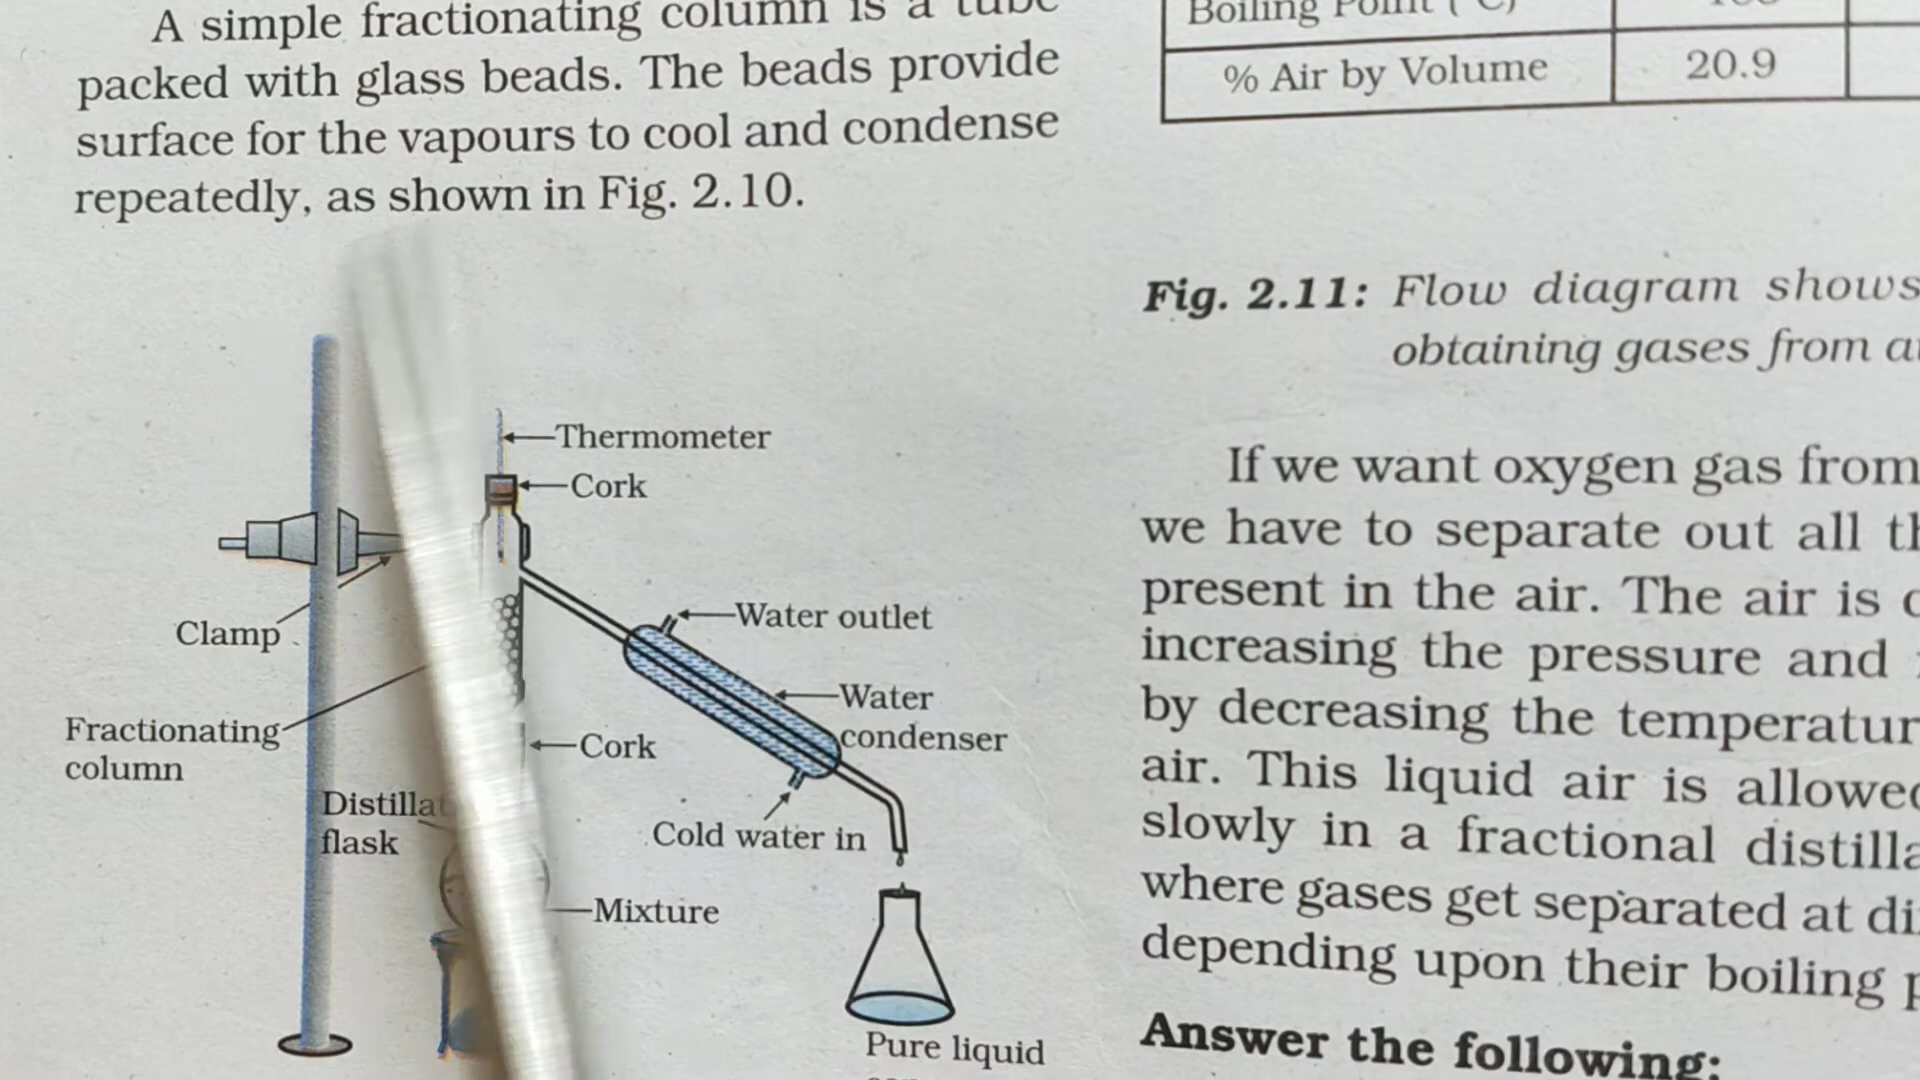 A simple fractionating column is a tube
packed with glass beads. The beads provide
surface for the vapours to cool and condense
repeatedly, as shown in Fig. 2.10.
Thermometer
Cork
Clamp
Water outlet
Water
condenser
Fractionating
column
Cork
flask
Cold water in
Mixture
Pure liquid
Boiling Point (°C)
% Air by Volume
20.9
Fig. 2.11: Flow diagram shows
obtaining gases from
If we want oxygen gas from
we have to separate out all
present in the air. The air is
increasing the pressure and
by decreasing the
air. This liquid air is
slowly in a fractional
where gases get separated at
depending upon their boiling
Answer the following: